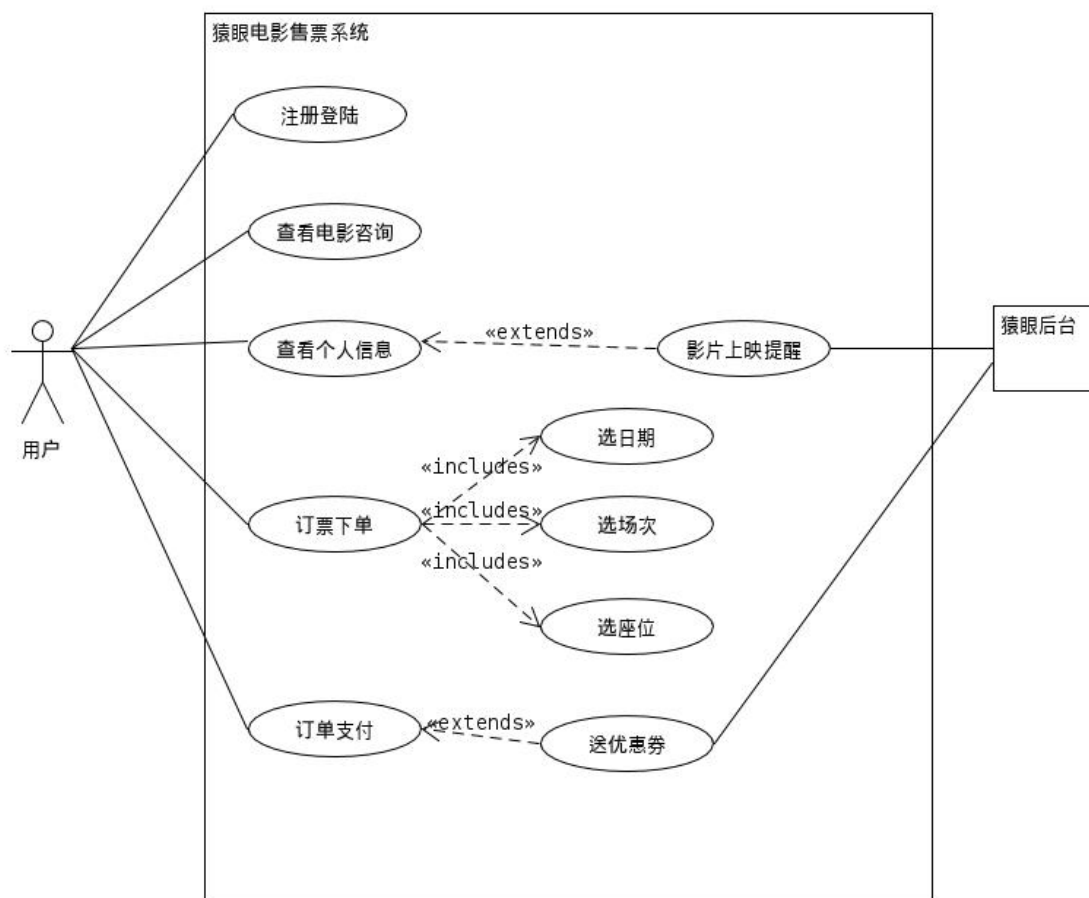 猿眼电影售票系统
注册登陆
查看电影咨询
查看个人信息
«extends»
影片上映提醒
猿眼后台
用户
选日期
«includes»
订票下单
«includes»
选场次
«includes»
选座位
订单支付
«extends»
送优惠券